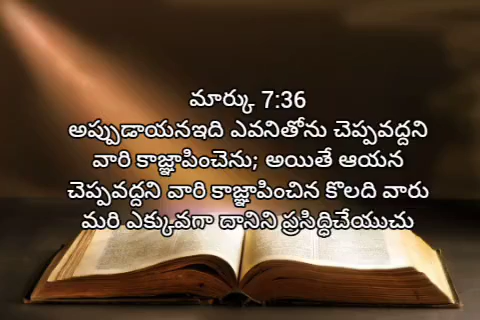 మార్కు 7:36
అప్పుడాయనఇది ఎవనితోను చెప్పవద్దని
వారి కాజ్ఞాపించెను; అయితే ఆయన
చెప్పవద్దని వారి కాజ్ఞాపించిన కొలది వారు
మరి ఎక్కువగా దానిని ప్రసిద్ధిచేయుచు